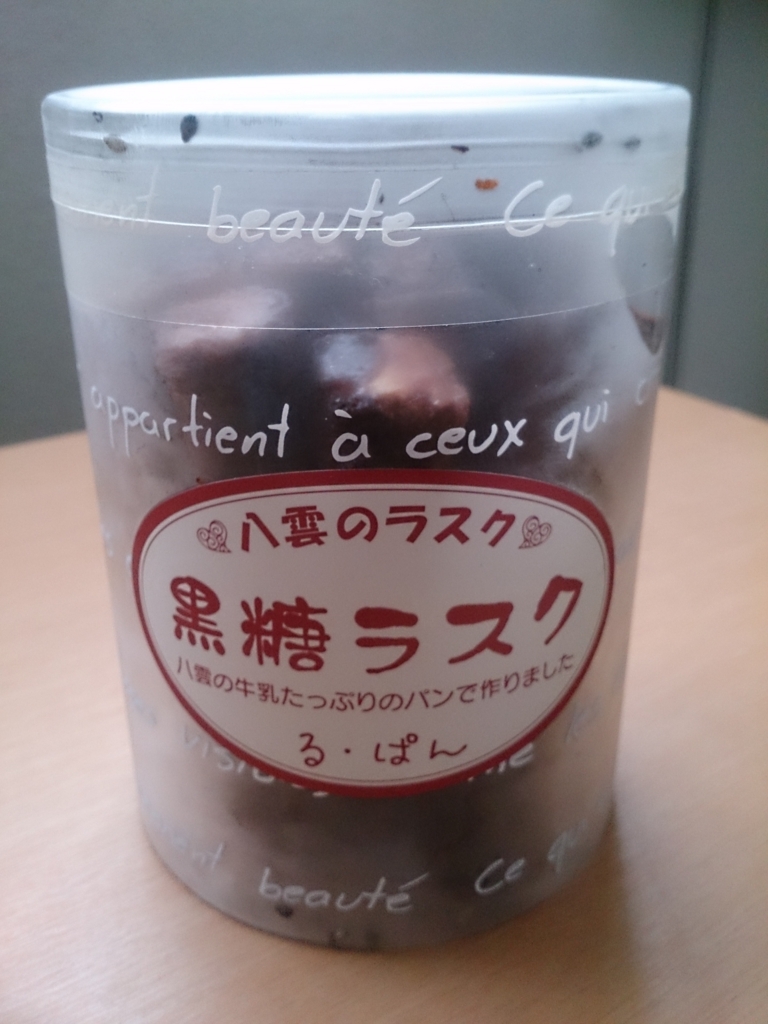 beauté Ce qui
appartient à ceux qui
八雲のラスク
黒糖ラスク
八雲の牛乳たっぷりのパンで作りました
る・ぱん
beauté Ce